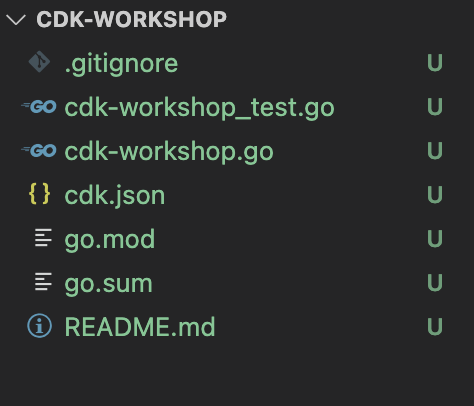 CDK-WORKSHOP
.gitignore U
GO cdk-workshop_test.go U
GO cdk-workshop.go U
{} cdk.json U
go.mod U
go.sum U
README.md U